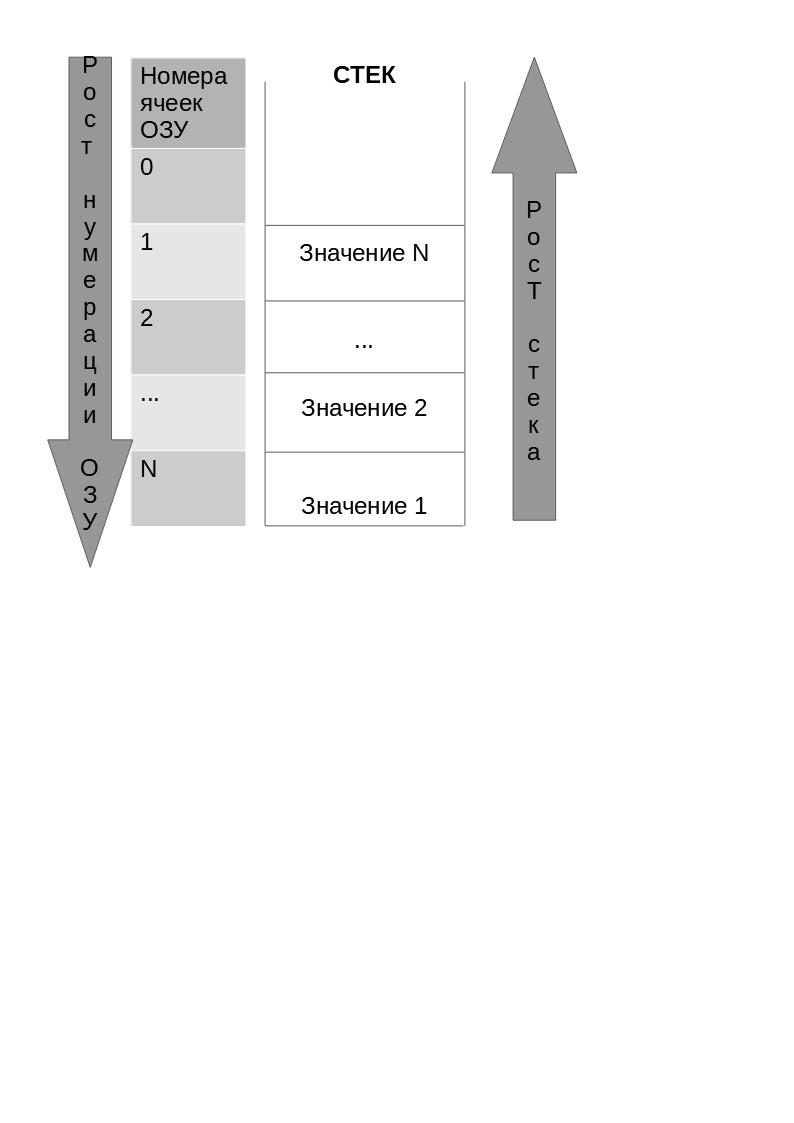 Рост нумерации ОЗУ
Номера
ячеек
ОЗУ
0
1
2
...
N
СТЕК
Значение N
...
Значение 2
Значение 1
РосТ стека